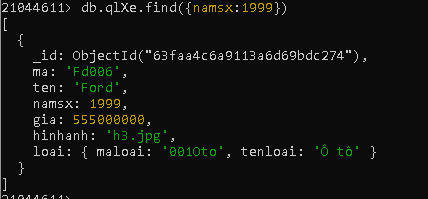 21044611> db.qlXe.find({namsx:1999})
[
  {
    _id: ObjectId("63faa4c6a9113a6d69bdc274"),
    ma: 'Fd006',
    ten: 'Ford',
    namsx: 1999,
    gia: 555000000,
    hinhanh: 'h3.jpg',
    loai: { maloai: '001Oto', tenloai: 'Ô tô' }
  }
]
21044611>